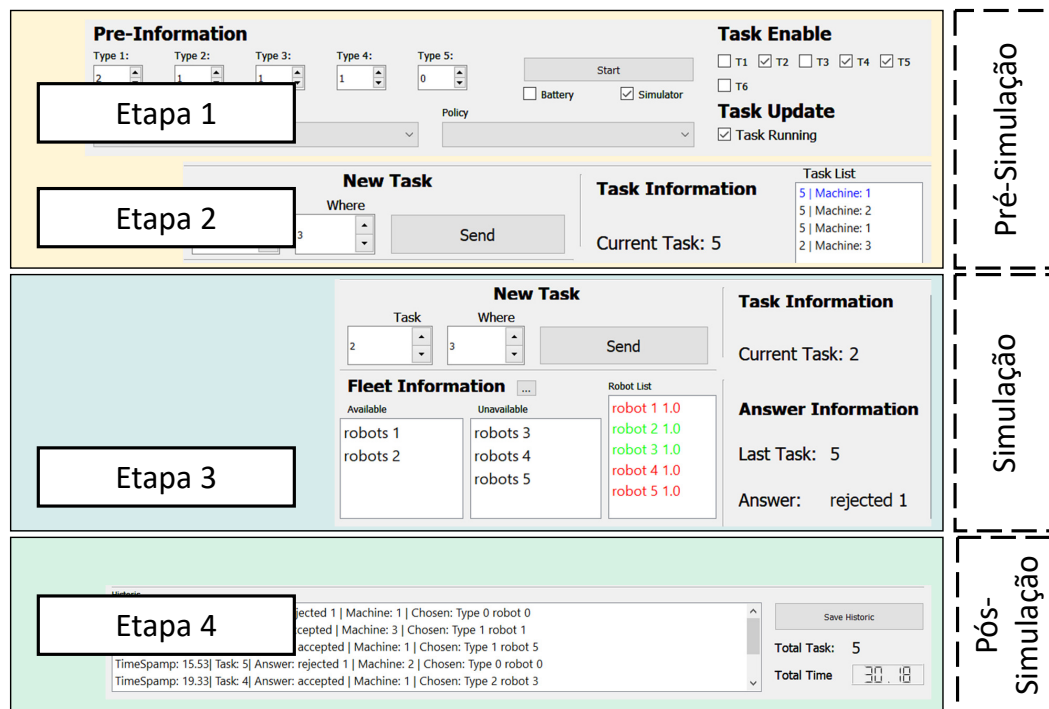 Pre-Information
Task Enable
Type 1: Type 2: Type 3: Type 4: Type 5:
2 1 1 1 0
Start
T1 T2 T3 T4 T5
T6
Battery Simulator
Etapa 1
Policy
Task Update
Task Running
Pré-Simulação
New Task
Where
3
Send
Etapa 2
Task Information
Current Task: 5
Task List
5 | Machine: 1
5 | Machine: 2
5 | Machine: 1
2 | Machine: 3
New Task
Task Where
2 3
Send
Task Information
Current Task: 2
Fleet Information ...
Available
robots 1
robots 2
Unavailable
robots 3
robots 4
robots 5
Robot List
robot 1 1.0
robot 2 1.0
robot 3 1.0
robot 4 1.0
robot 5 1.0
Answer Information
Last Task: 5
Answer: rejected 1
Etapa 3
Simulação
Etapa 4
jected 1 | Machine: 1 | Chosen: Type 0 robot 0
cepted | Machine: 3 | Chosen: Type 1 robot 1
accepted | Machine: 1 | Chosen: Type 1 robot 5
TimeSpamp: 15.53| Task: 5| Answer: rejected 1 | Machine: 2 | Chosen: Type 0 robot 0
TimeSpamp: 19.33| Task: 4| Answer: accepted | Machine: 1 | Chosen: Type 2 robot 3
Save Historic
Total Task: 5
Total Time 30.18
Pós-
Simulação